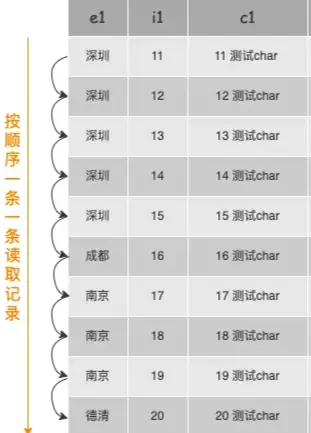 e1 i1 c1
深圳 11 11 测试char
深圳 12 12 测试char
深圳 13 13 测试char
深圳 14 14 测试char
深圳 15 15 测试char
成都 16 16 测试char
南京 17 17 测试char
南京 18 18 测试char
南京 19 19 测试char
德清 20 20 测试char
按顺序一条一条读取记录